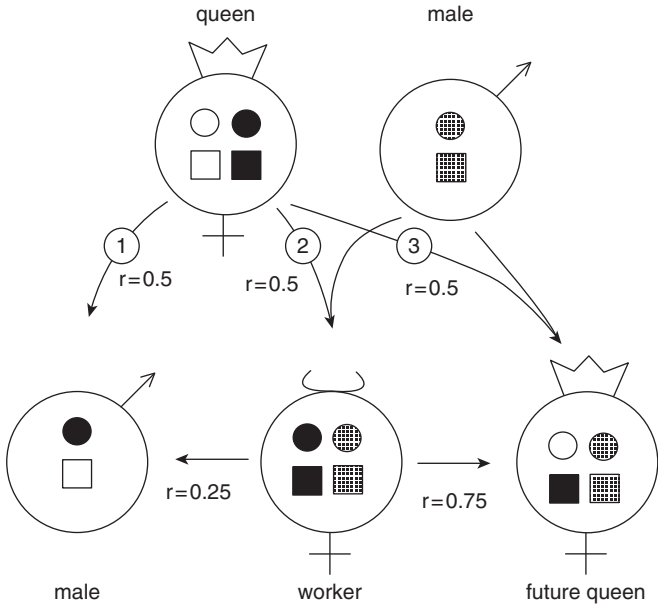 queen
male
1
2
3
r=0.5
r=0.5
r=0.5
r=0.25
r=0.75
male
worker
future queen